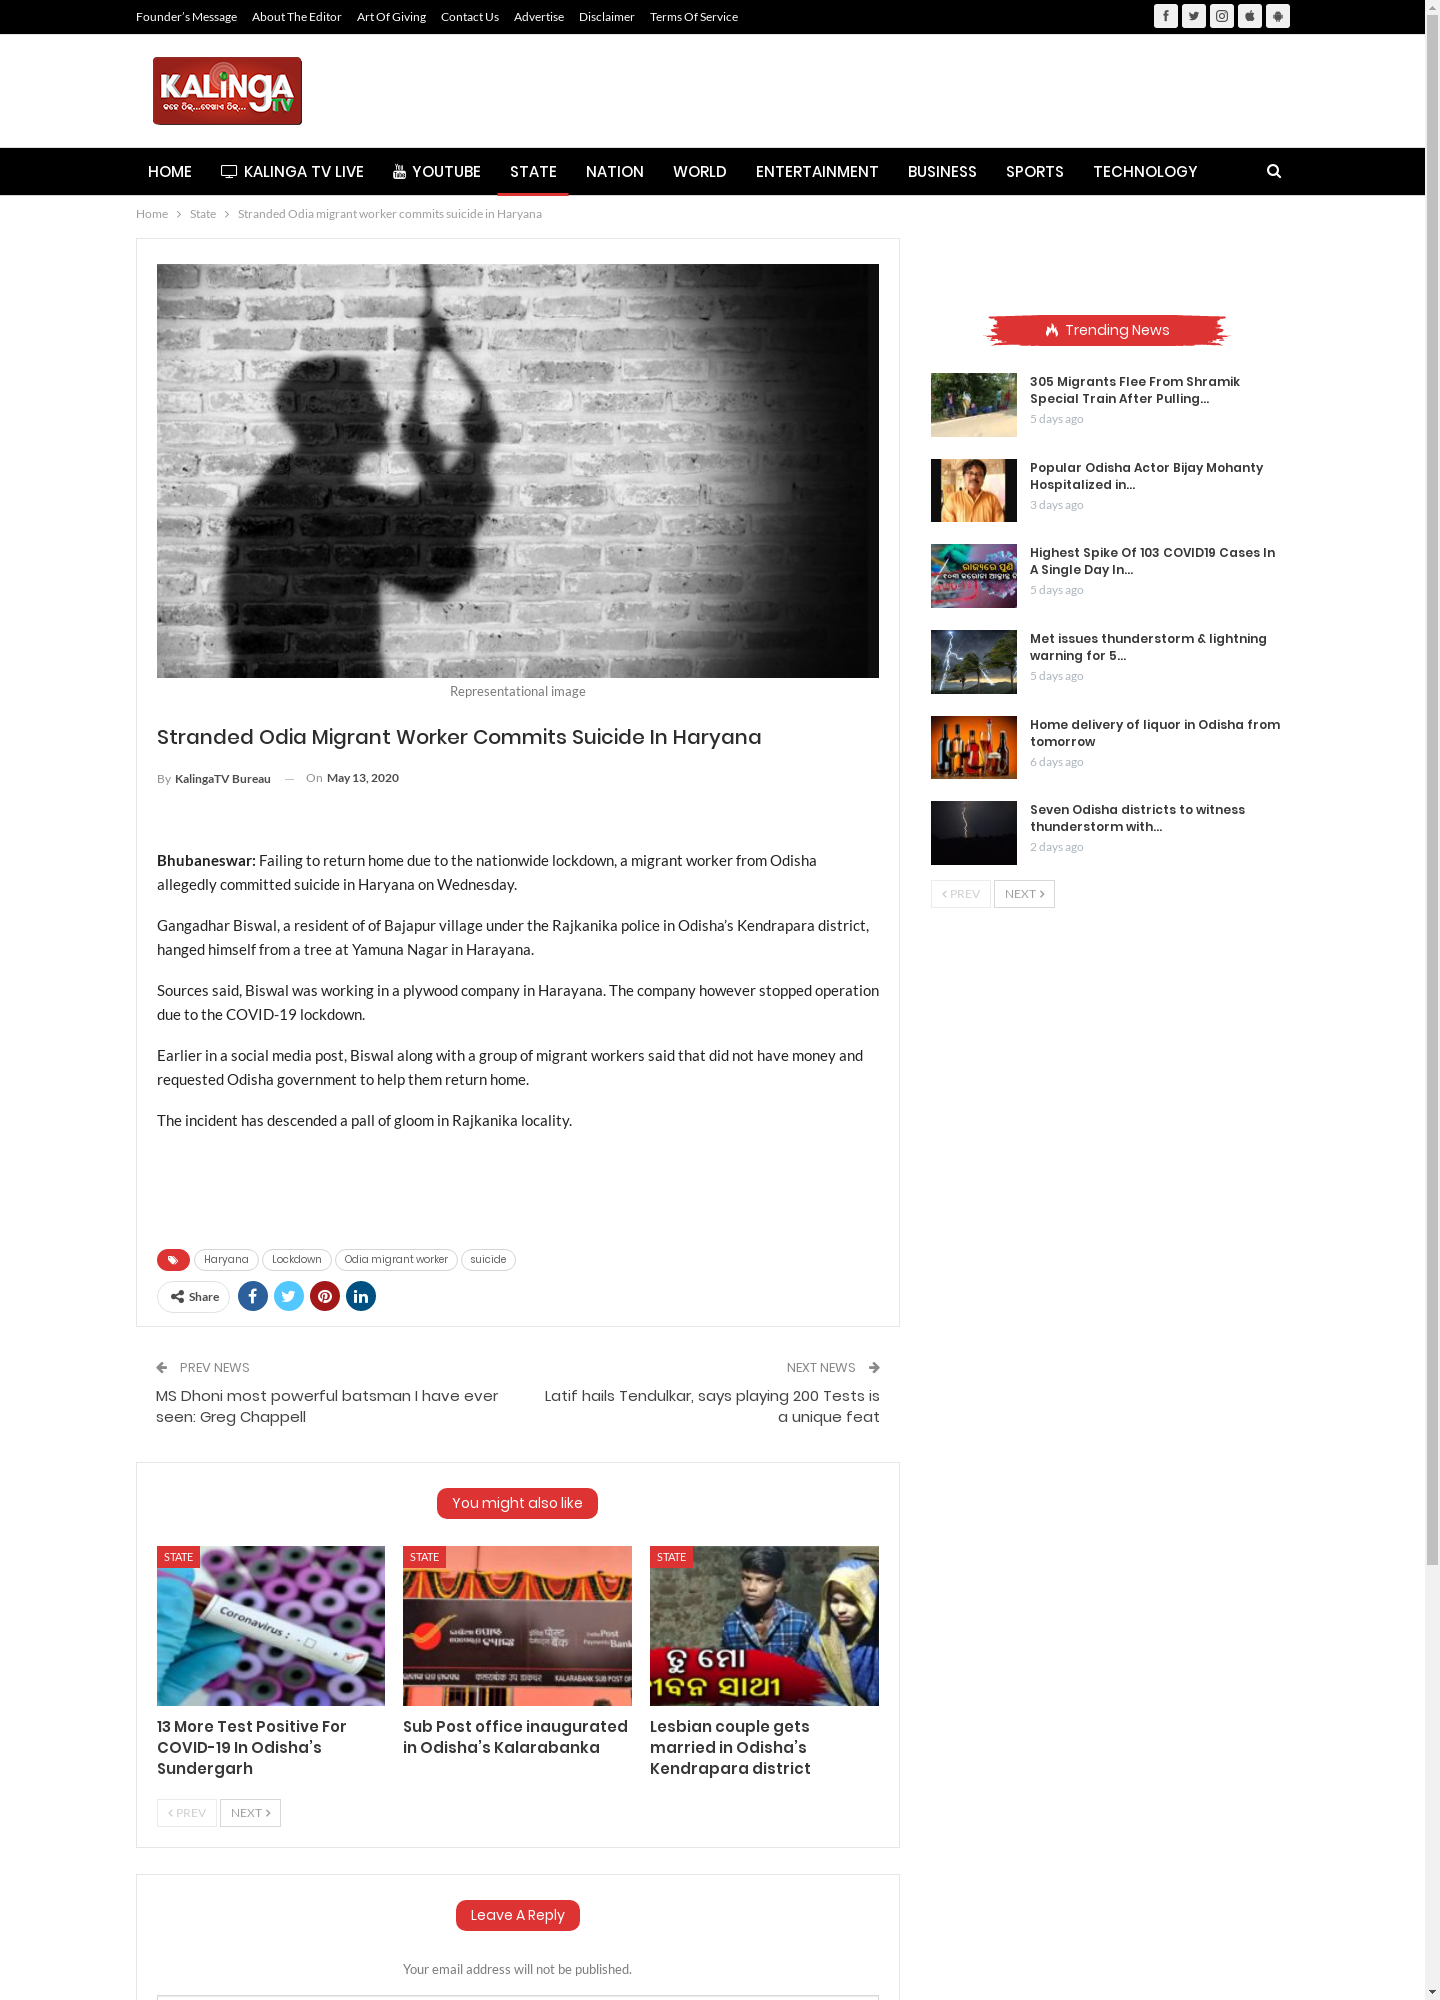 Founder's Message About The Editor Art Of Giving Contact Us Advertise Disclaimer Terms Of Service
KALINGA
TV
କହେ ଠିକ୍...ଦେଖାଏ ଠିକ୍...
HOME KALINGA TV LIVE YOUTUBE STATE NATION WORLD ENTERTAINMENT BUSINESS SPORTS TECHNOLOGY
Home > State > Stranded Odia migrant worker commits suicide in Haryana
Representational image
Stranded Odia Migrant Worker Commits Suicide In Haryana
By KalingaTV Bureau — On May 13, 2020
Bhubaneswar: Failing to return home due to the nationwide lockdown, a migrant worker from Odisha
allegedly committed suicide in Haryana on Wednesday.
Gangadhar Biswal, a resident of of Bajapur village under the Rajkanika police in Odisha's Kendrapara district,
hanged himself from a tree at Yamuna Nagar in Harayana.
Sources said, Biswal was working in a plywood company in Harayana. The company however stopped operation
due to the COVID-19 lockdown.
Earlier in a social media post, Biswal along with a group of migrant workers said that did not have money and
requested Odisha government to help them return home.
The incident has descended a pall of gloom in Rajkanika locality.
Haryana Lockdown Odia migrant worker suicide
Share
PREV NEWS
MS Dhoni most powerful batsman I have ever
seen: Greg Chappell
NEXT NEWS
Latif hails Tendulkar, says playing 200 Tests is
a unique feat
Trending News
305 Migrants Flee From Shramik
Special Train After Pulling...
5 days ago
Popular Odisha Actor Bijay Mohanty
Hospitalized in...
3 days ago
ରାଜ୍ୟରେ ପୁଣି
Highest Spike Of 103 COVID19 Cases In
A Single Day In...
5 days ago
Met issues thunderstorm & lightning
warning for 5...
5 days ago
Home delivery of liquor in Odisha from
tomorrow
6 days ago
Seven Odisha districts to witness
thunderstorm with...
2 days ago
PREV NEXT
You might also like
STATE
Coronavirus :
13 More Test Positive For
COVID-19 In Odisha's
Sundergarh
STATE
India Post
Payments Bank
KALARABANK SUB POST OF
Sub Post office inaugurated
in Odisha's Kalarabanka
STATE
ତୁ ମୋ
ଜୀବନ ସାଥୀ
Lesbian couple gets
married in Odisha's
Kendrapara district
PREV NEXT
Leave A Reply
Your email address will not be published.